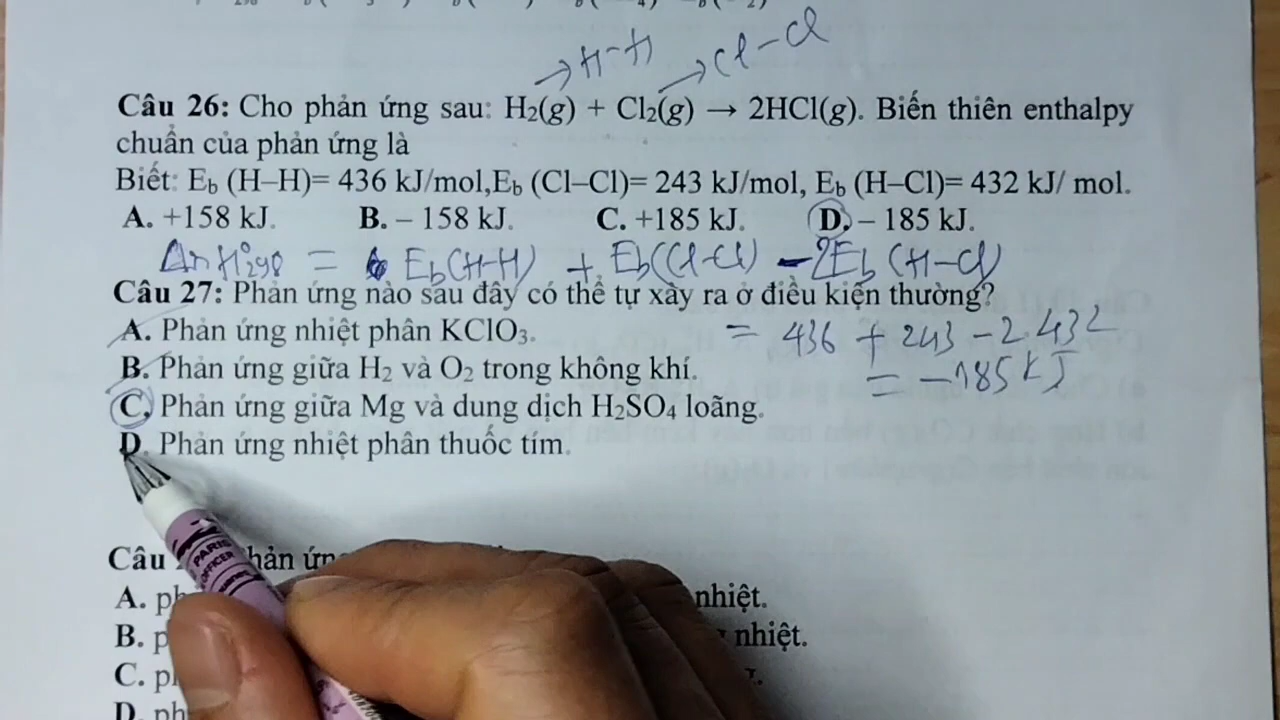 → H-H → Cl-Cl
Câu 26: Cho phản ứng sau: H₂(g) + Cl₂(g) → 2HCl(g). Biến thiên enthalpy
chuẩn của phản ứng là
Biết: E_b (H–H)= 436 kJ/mol,E_b (Cl–Cl)= 243 kJ/mol, E_b (H–Cl)= 432 kJ/ mol.
A. +158 kJ. B. – 158 kJ. C. +185 kJ. D. – 185 kJ.
ΔrH°298 = Eb(H-H) + Eb(Cl-Cl) - 2Eb (H-Cl)
Câu 27: Phản ứng nào sau đây có thể tự xảy ra ở điều kiện thường?
A. Phản ứng nhiệt phân KClO₃.
= 436 + 243 - 2.432
B. Phản ứng giữa H₂ và O₂ trong không khí.
= -185 kJ
C. Phản ứng giữa Mg và dung dịch H₂SO₄ loãng.
D. Phản ứng nhiệt phân thuốc tím.
Câu
A. nhiệt.
B. nhiệt.
C.
D.
PARIS
OFFICER